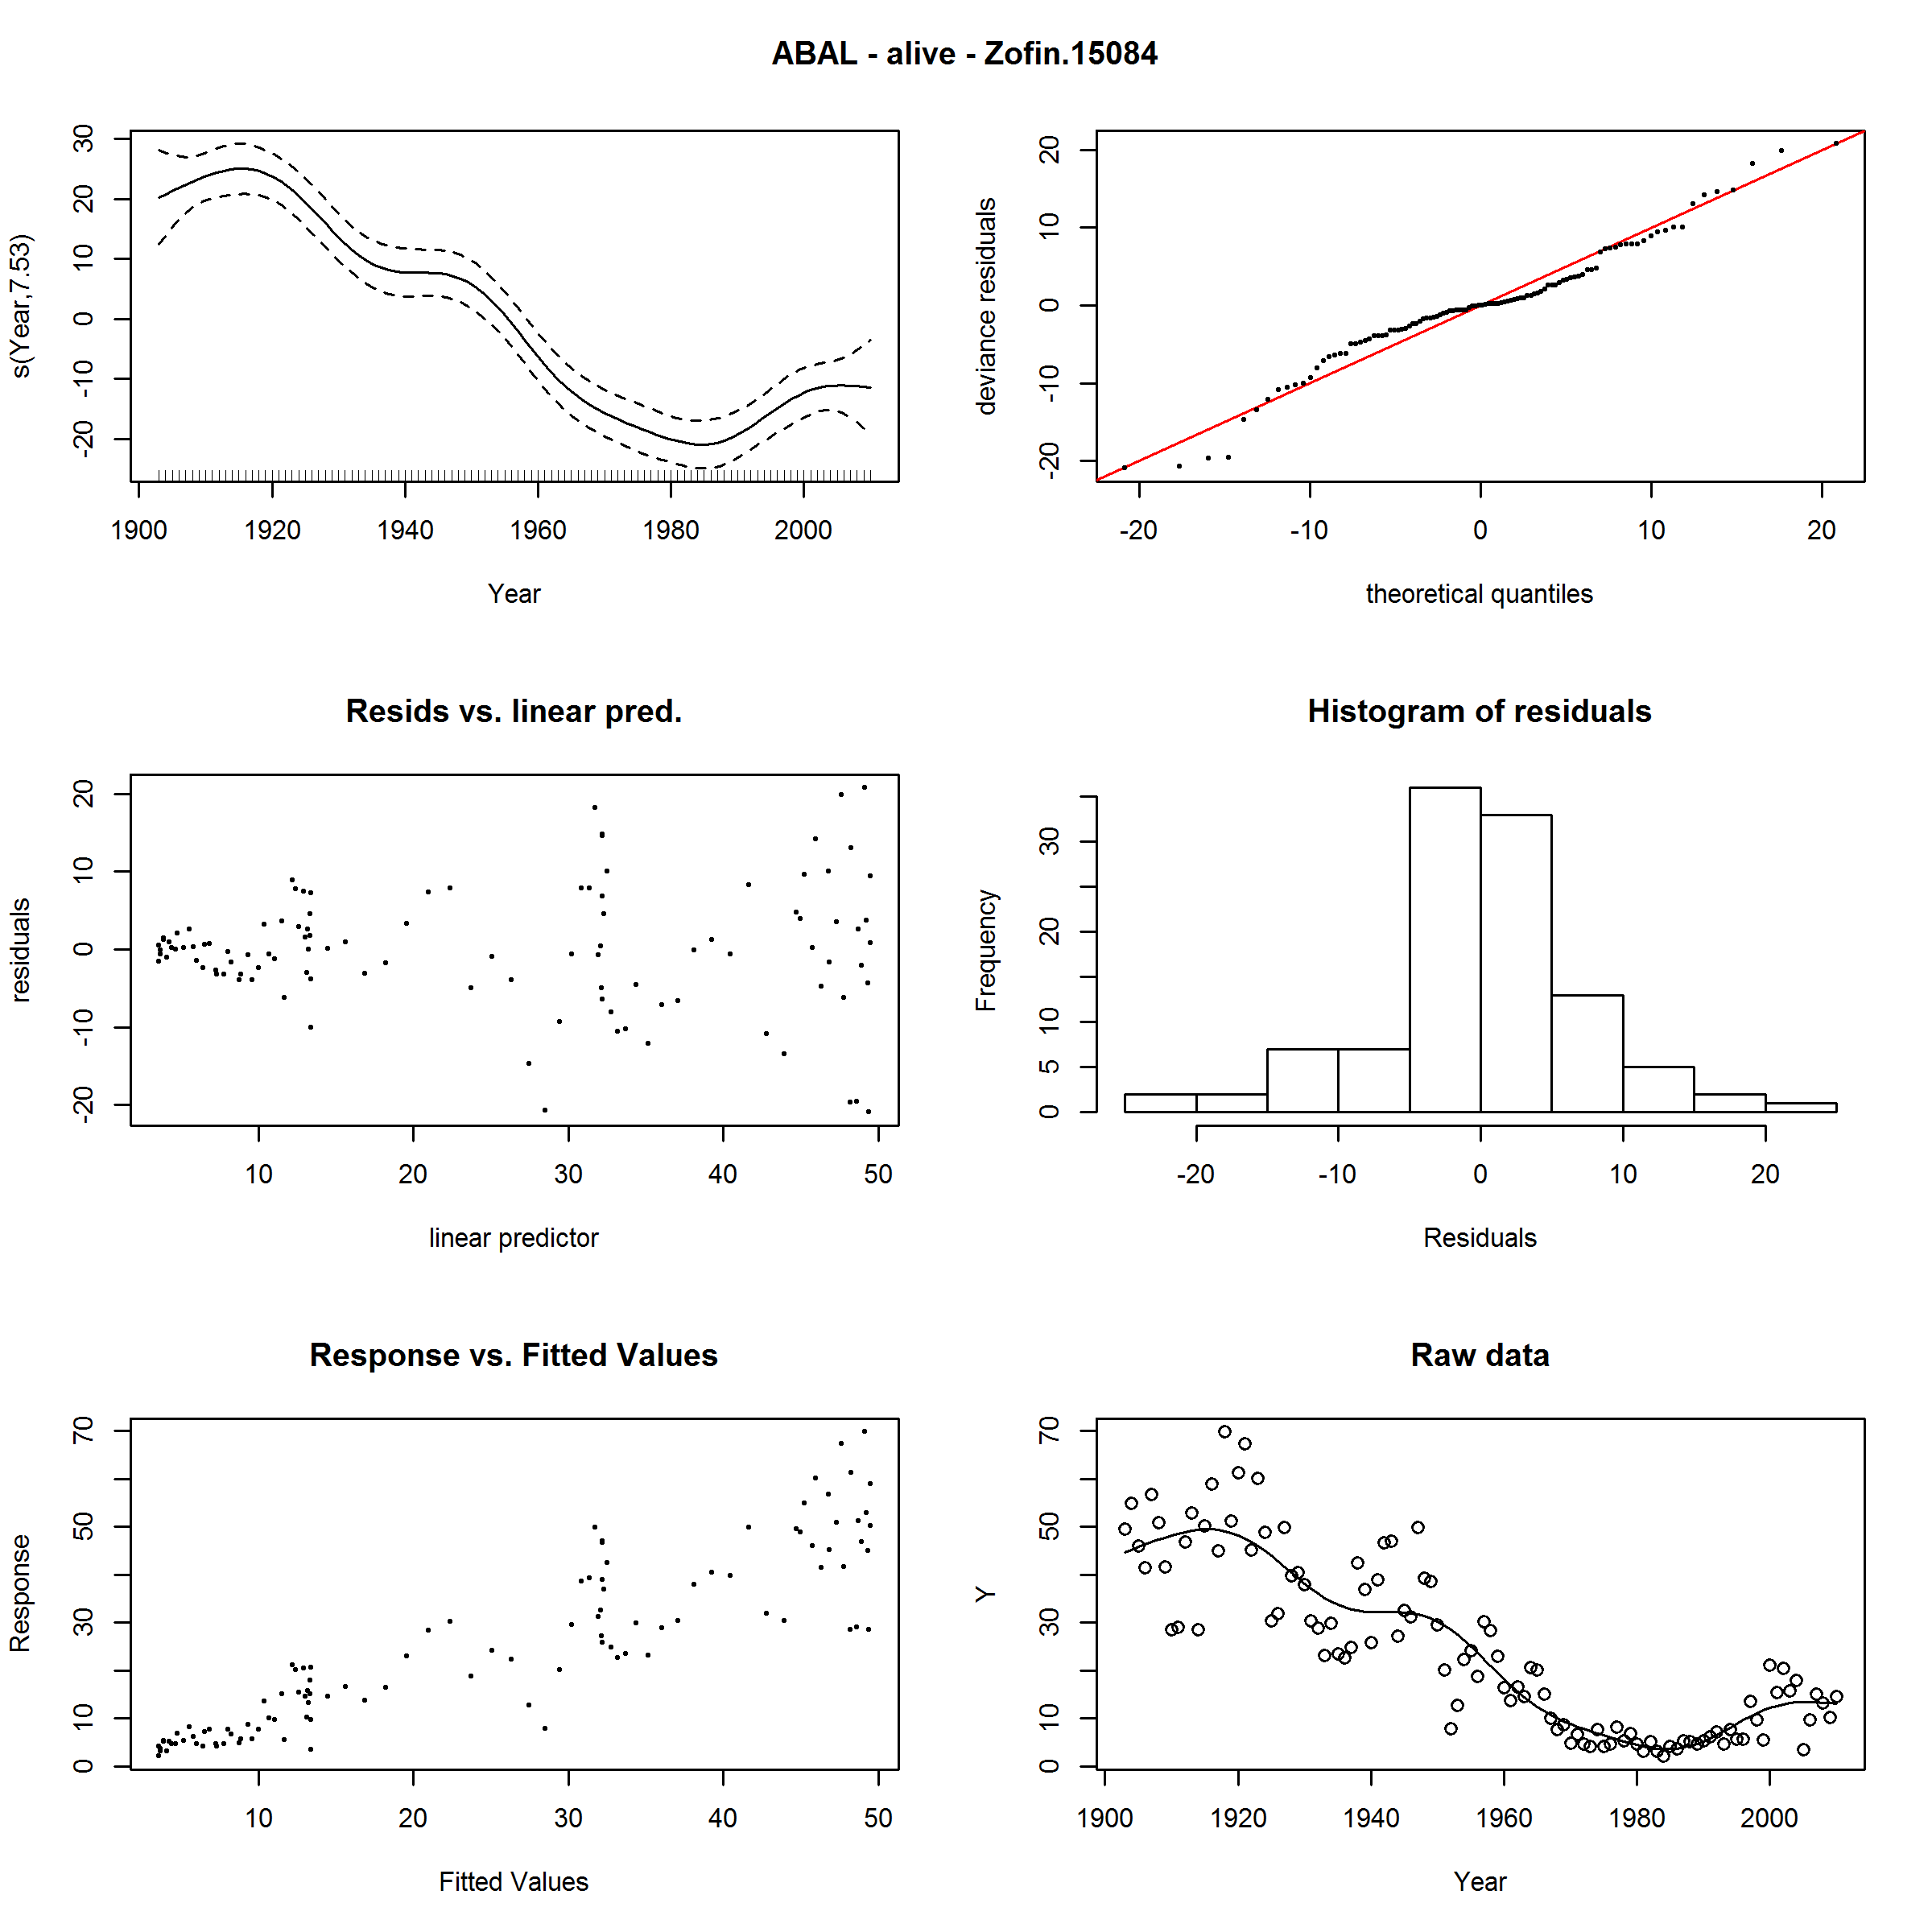 ABAL - alive - Zofin.15084
s(Year,7.53)
30
20
10
0
-10
-20
1900 1920 1940 1960 1980 2000
Year
deviance residuals
20
10
0
-10
-20
-20 -10 0 10 20
theoretical quantiles
Resids vs. linear pred.
residuals
20
10
0
-10
-20
10 20 30 40 50
linear predictor
Histogram of residuals
Frequency
30
20
10
5
0
-20 -10 0 10 20
Residuals
Response vs. Fitted Values
Response
70
50
30
10
0
10 20 30 40 50
Fitted Values
Raw data
Y
70
50
30
10
0
1900 1920 1940 1960 1980 2000
Year